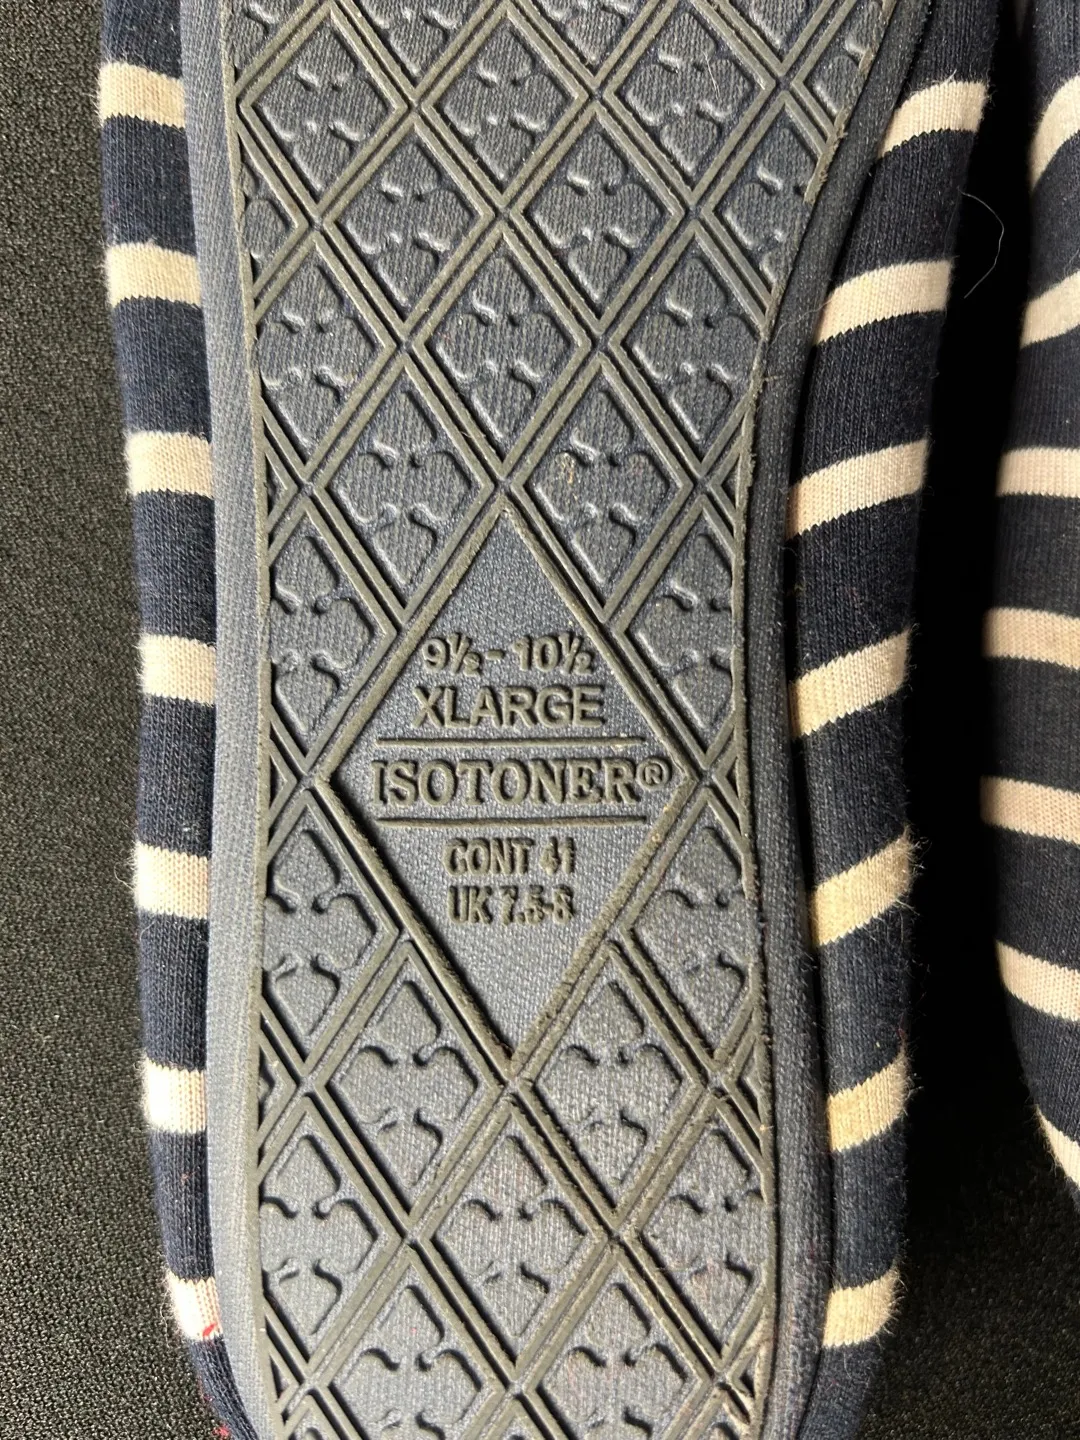 9½-10½
XLARGE
ISOTONER®
CONT 41
UK 7.5-8